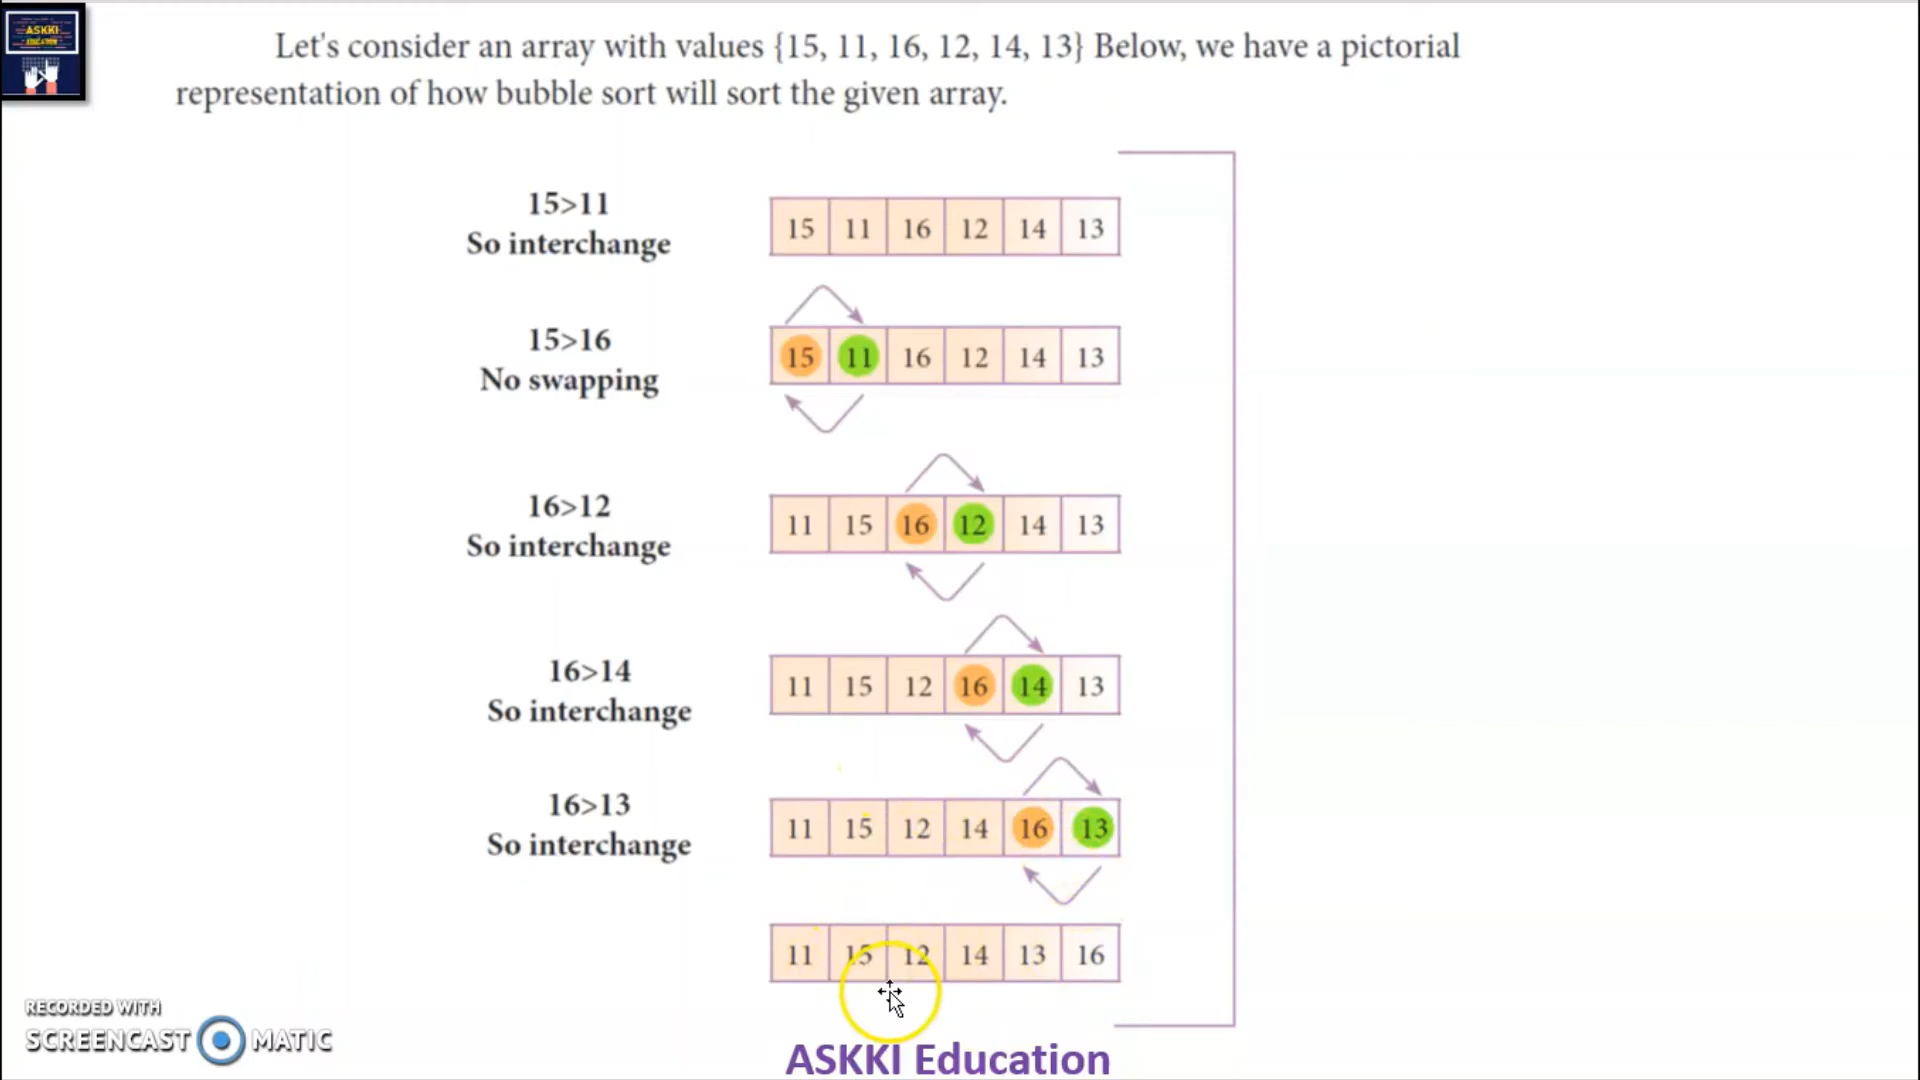 ASKKI
EDUCATION
Let's consider an array with values {15, 11, 16, 12, 14, 13} Below, we have a pictorial
representation of how bubble sort will sort the given array.
15>11
So interchange
15 11 16 12 14 13
15>16
No swapping
15 11 16 12 14 13
16>12
So interchange
11 15 16 12 14 13
16>14
So interchange
11 15 12 16 14 13
16>13
So interchange
11 15 12 14 16 13
11 15 12 14 13 16
RECORDED WITH
SCREENCAST MATIC
ASKKI Education